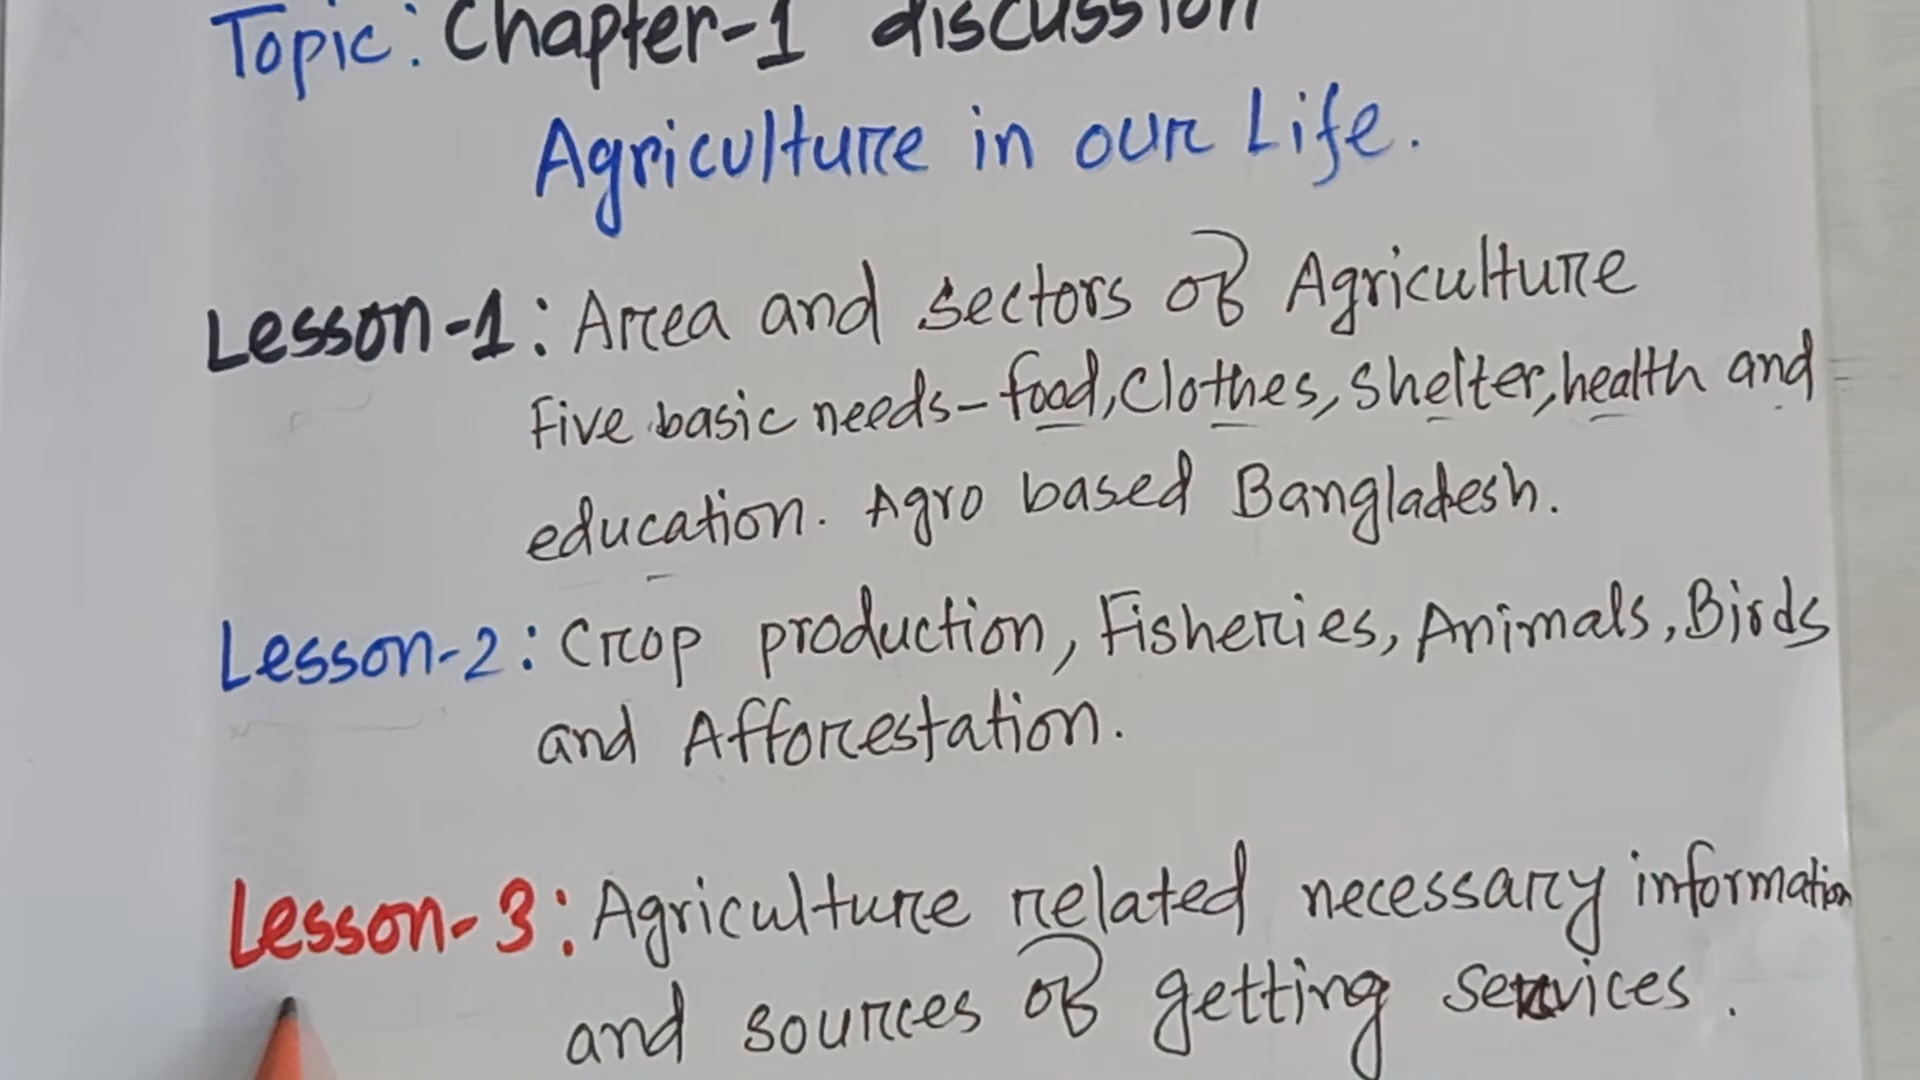 Topic: Chapter-1 discussion
Agriculture in our Life.
Lesson-1: Area and sectors of Agriculture
Five basic needs- food, Clothes, Shelter, health and
education. Agro based Bangladesh.
Lesson-2: Crop production, Fisheries, Animals, Birds
and Afforestation.
Lesson-3: Agriculture related necessary information
and sources of getting services.